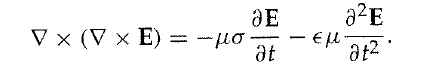 ∇ × (∇ × E) = −μσ ∂E/∂t − ϵμ ∂²E/∂t².